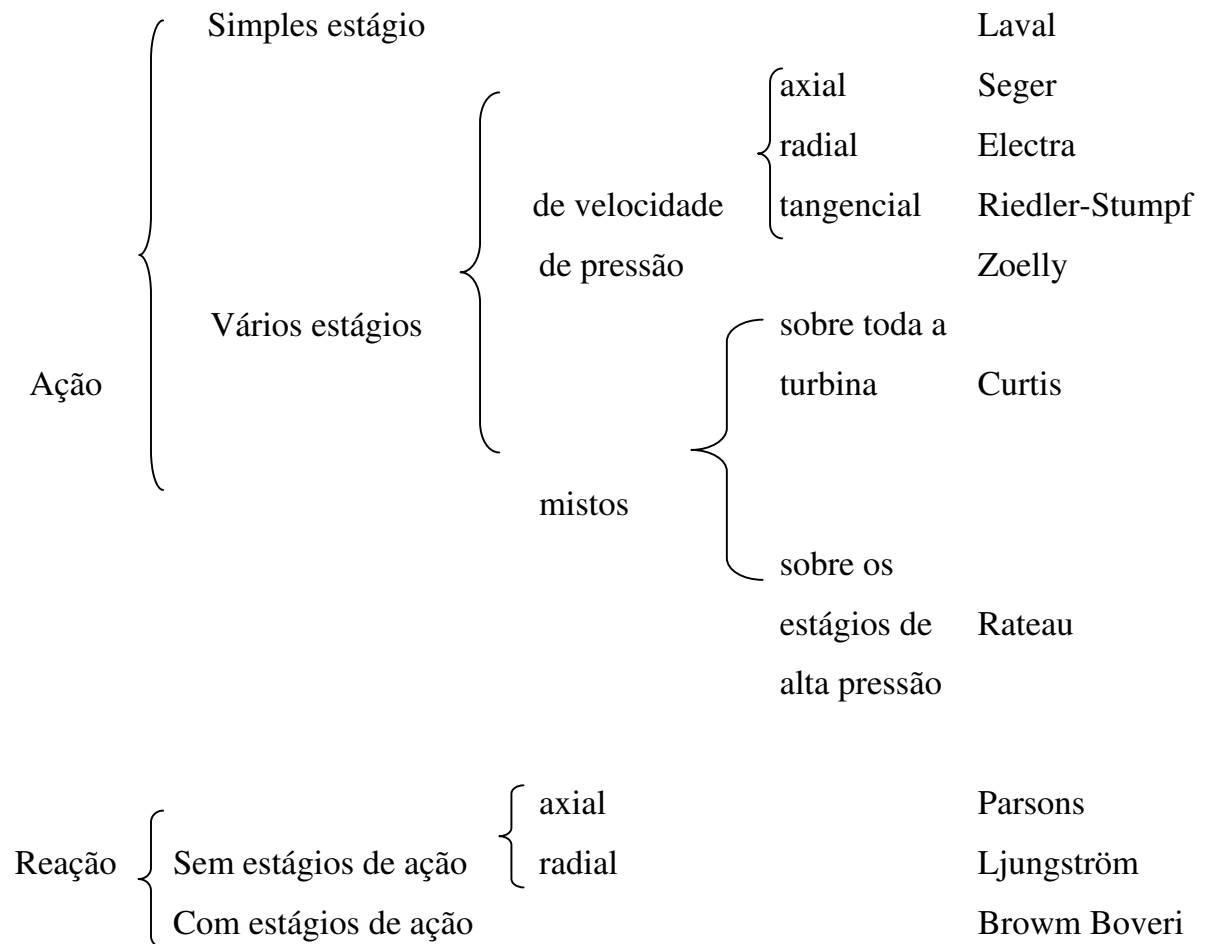 Simples estágio Laval
axial Seger
radial Electra
de velocidade tangencial Riedler-Stumpf
de pressão Zoelly
Vários estágios sobre toda a
Ação turbina Curtis
mistos
sobre os
estágios de Rateau
alta pressão
axial Parsons
Reação Sem estágios de ação radial Ljungström
Com estágios de ação Browm Boveri